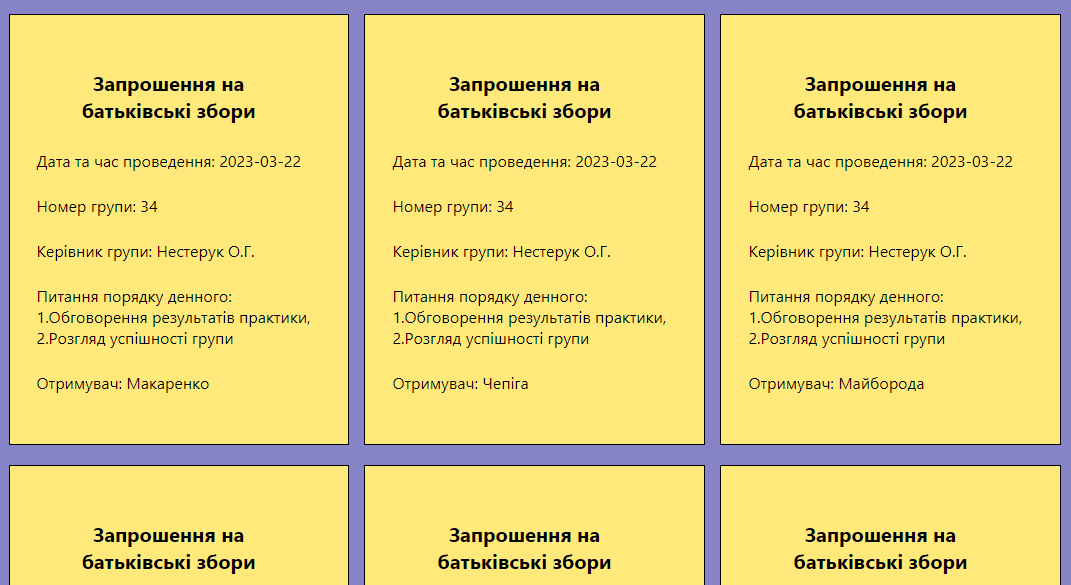 Запрошення на
батьківські збори
Дата та час проведення: 2023-03-22
Номер групи: 34
Керівник групи: Нестерук О.Г.
Питання порядку денного:
1.Обговорення результатів практики,
2.Розгляд успішності групи
Отримувач: Макаренко
Запрошення на
батьківські збори
Дата та час проведення: 2023-03-22
Номер групи: 34
Керівник групи: Нестерук О.Г.
Питання порядку денного:
1.Обговорення результатів практики,
2.Розгляд успішності групи
Отримувач: Чепіга
Запрошення на
батьківські збори
Дата та час проведення: 2023-03-22
Номер групи: 34
Керівник групи: Нестерук О.Г.
Питання порядку денного:
1.Обговорення результатів практики,
2.Розгляд успішності групи
Отримувач: Майборода
Запрошення на
батьківські збори
Запрошення на
батьківські збори
Запрошення на
батьківські збори